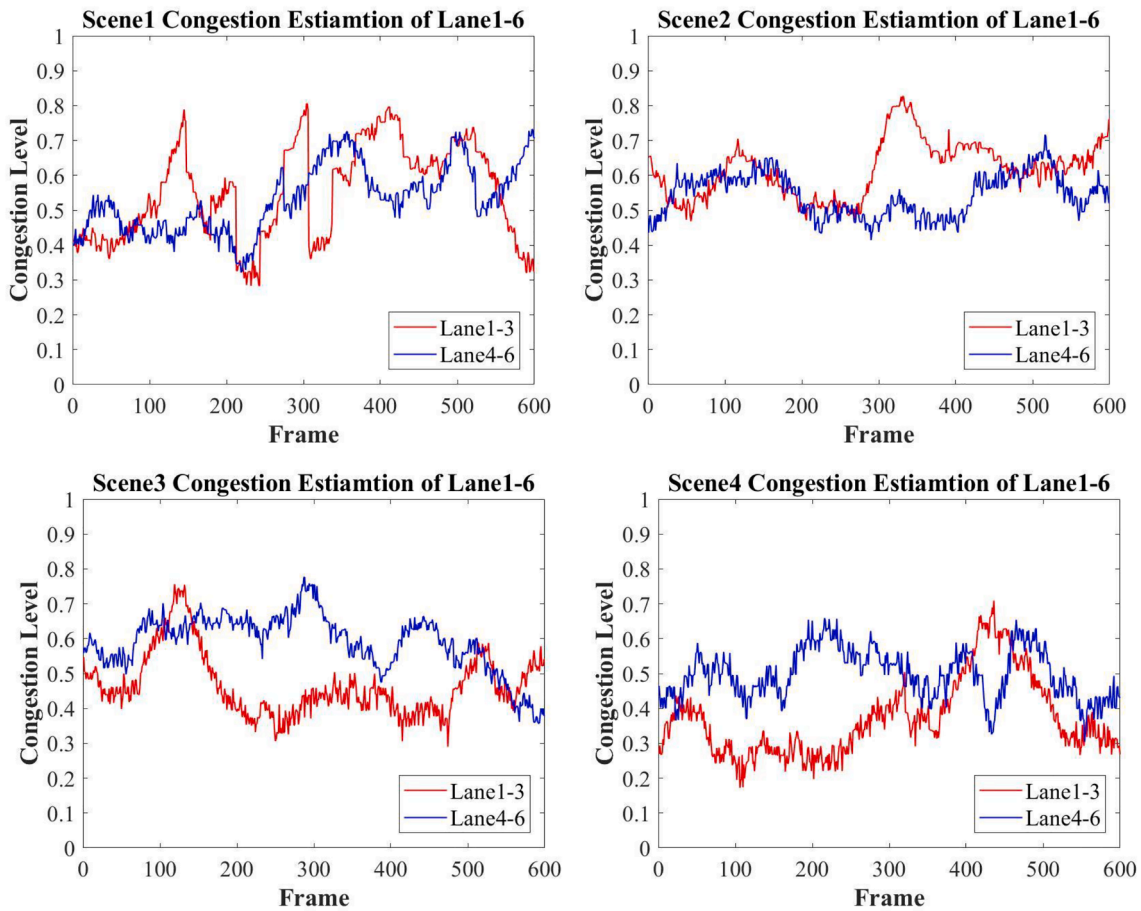 Scene1 Congestion Estiamtion of Lane1-6
1
0.9
0.8
0.7
0.6
0.5
0.4
0.3
0.2
0.1
0
Congestion Level
0 100 200 300 400 500 600
Frame
Lane1-3
Lane4-6
Scene2 Congestion Estiamtion of Lane1-6
1
0.9
0.8
0.7
0.6
0.5
0.4
0.3
0.2
0.1
0
Congestion Level
0 100 200 300 400 500 600
Frame
Lane1-3
Lane4-6
Scene3 Congestion Estiamtion of Lane1-6
1
0.9
0.8
0.7
0.6
0.5
0.4
0.3
0.2
0.1
0
Congestion Level
0 100 200 300 400 500 600
Frame
Lane1-3
Lane4-6
Scene4 Congestion Estiamtion of Lane1-6
1
0.9
0.8
0.7
0.6
0.5
0.4
0.3
0.2
0.1
0
Congestion Level
0 100 200 300 400 500 600
Frame
Lane1-3
Lane4-6